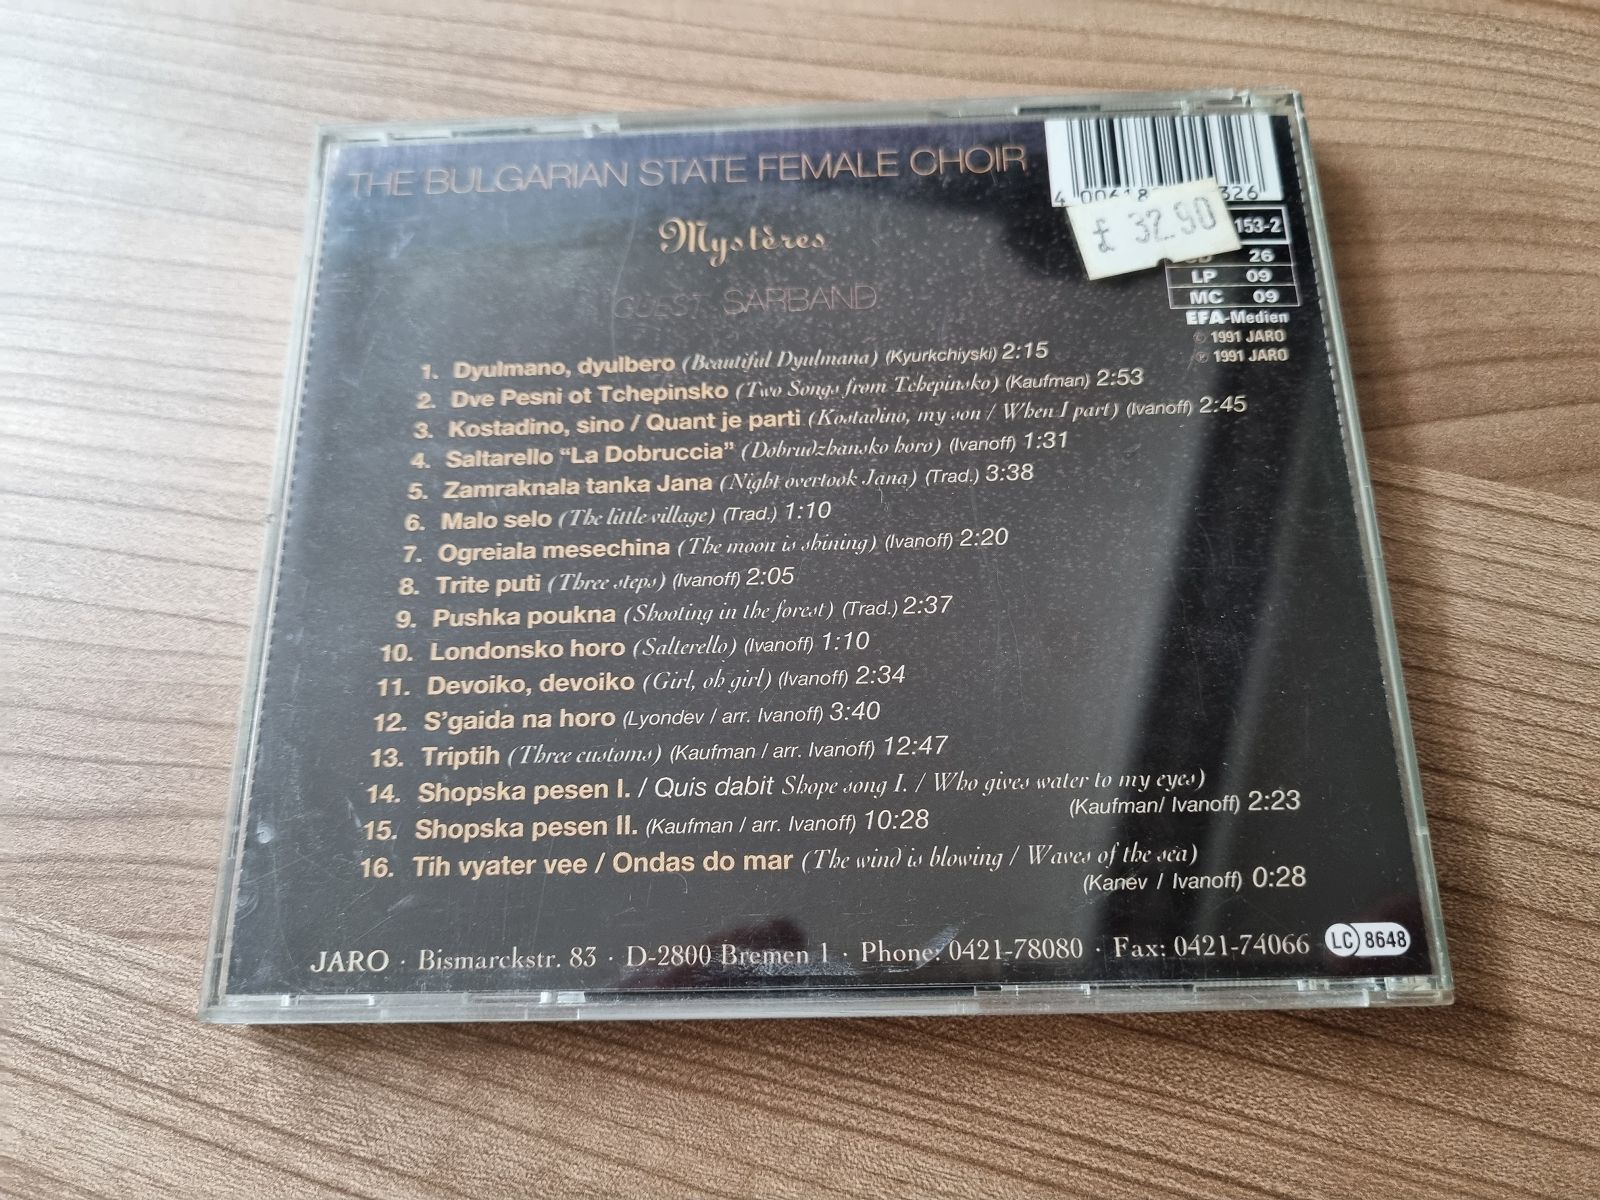 THE BULGARIAN STATE FEMALE CHOIR
Mystères
GUEST: SARBAND
4 00618 326
£ 32.90
153-2
CD 26
LP 09
MC 09
EFA-Medien
© 1991 JARO
℗ 1991 JARO
1. Dyulmano, dyulbero (Beautiful Dyulmana) (Kyurkchiyski) 2:15
2. Dve Pesni ot Tchepinsko (Two Songs from Tchepinsko) (Kaufman) 2:53
3. Kostadino, sino / Quant je parti (Kostadino, my son / When I part) (Ivanoff) 2:45
4. Saltarello "La Dobruccia" (Dobrudzhansko horo) (Ivanoff) 1:31
5. Zamraknala tanka Jana (Night overtook Jana) (Trad.) 3:38
6. Malo selo (The little village) (Trad.) 1:10
7. Ogreiala mesechina (The moon is shining) (Ivanoff) 2:20
8. Trite puti (Three steps) (Ivanoff) 2:05
9. Pushka poukna (Shooting in the forest) (Trad.) 2:37
10. Londonsko horo (Salterello) (Ivanoff) 1:10
11. Devoiko, devoiko (Girl, oh girl) (Ivanoff) 2:34
12. S'gaida na horo (Lyondev / arr. Ivanoff) 3:40
13. Triptih (Three customs) (Kaufman / arr. Ivanoff) 12:47
14. Shopska pesen I. / Quis dabit Shope song I. / Who gives water to my eyes)
(Kaufman/ Ivanoff) 2:23
15. Shopska pesen II. (Kaufman / arr. Ivanoff) 10:28
16. Tih vyater vee / Ondas do mar (The wind is blowing / Waves of the sea)
(Kanev / Ivanoff) 0:28
JARO · Bismarckstr. 83 · D-2800 Bremen 1 · Phone: 0421-78080 · Fax: 0421-74066 LC 8648